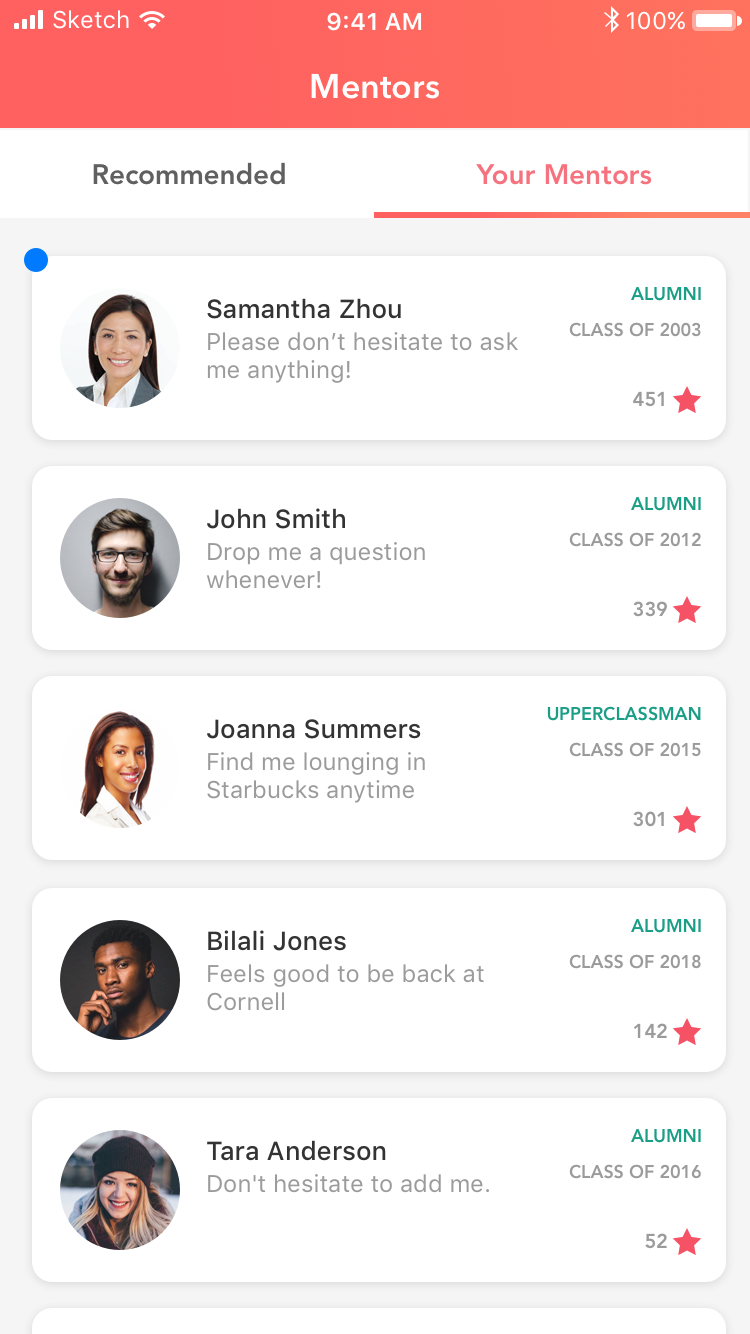 Sketch 9:41 AM 100%
Mentors
Recommended Your Mentors
Samantha Zhou
Please don’t hesitate to ask
me anything!
ALUMNI
CLASS OF 2003
451
John Smith
Drop me a question
whenever!
ALUMNI
CLASS OF 2012
339
Joanna Summers
Find me lounging in
Starbucks anytime
UPPERCLASSMAN
CLASS OF 2015
301
Bilali Jones
Feels good to be back at
Cornell
ALUMNI
CLASS OF 2018
142
Tara Anderson
Don't hesitate to add me.
ALUMNI
CLASS OF 2016
52